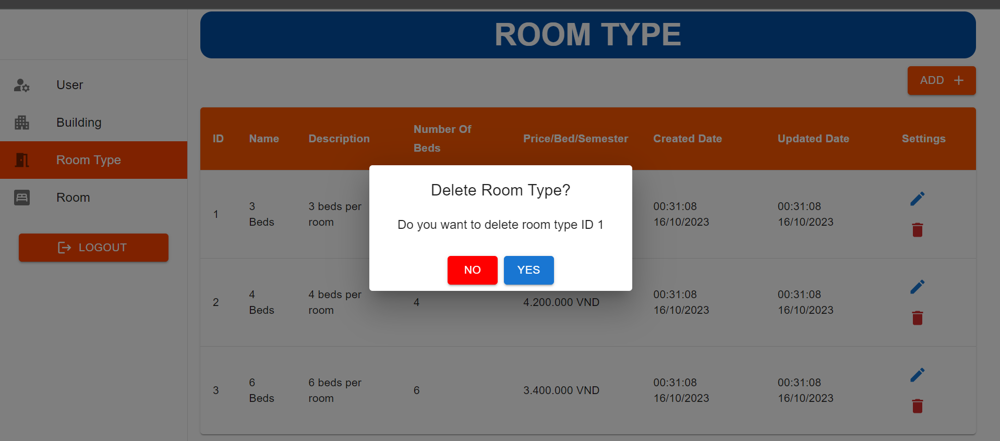 ROOM TYPE
User
Building
Room Type
Room
LOGOUT
ADD +
ID Name Description Number Of Beds Price/Bed/Semester Created Date Updated Date Settings
1 3 Beds 3 beds per room 00:31:08 16/10/2023 00:31:08 16/10/2023
Delete Room Type?
Do you want to delete room type ID 1
NO YES
2 4 Beds 4 beds per room 4 4.200.000 VND 00:31:08 16/10/2023 00:31:08 16/10/2023
3 6 Beds 6 beds per room 6 3.400.000 VND 00:31:08 16/10/2023 00:31:08 16/10/2023